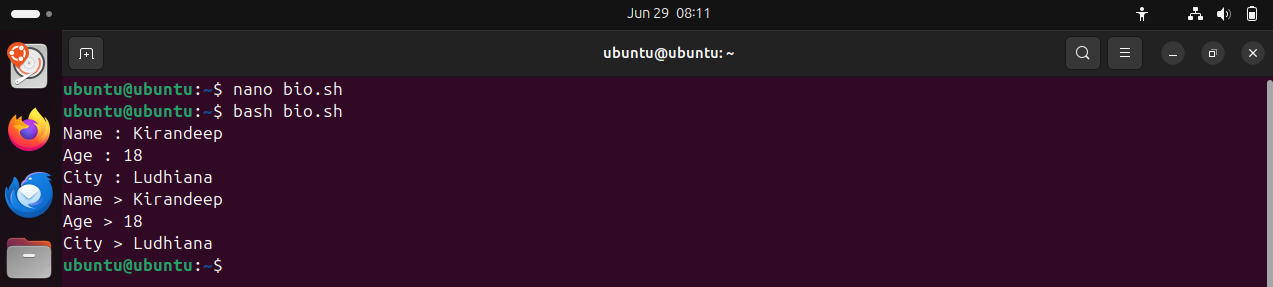 Jun 29 08:11
ubuntu@ubuntu: ~
ubuntu@ubuntu:~$ nano bio.sh
ubuntu@ubuntu:~$ bash bio.sh
Name : Kirandeep
Age : 18
City : Ludhiana
Name > Kirandeep
Age > 18
City > Ludhiana
ubuntu@ubuntu:~$